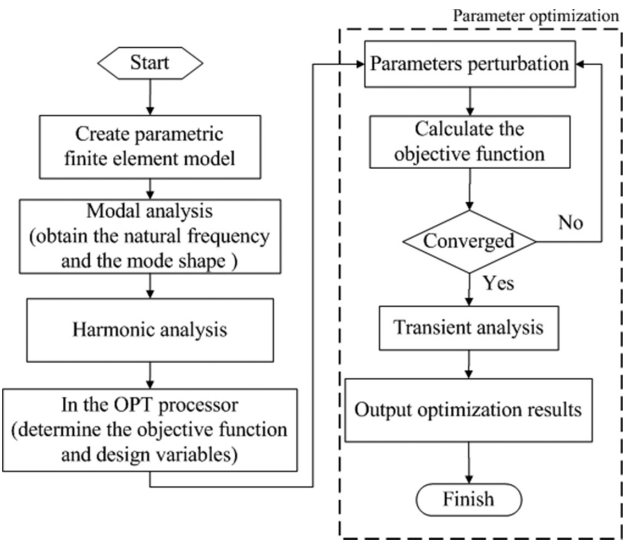 Parameter optimization
Start
Create parametric
finite element model
Modal analysis
(obtain the natural frequency
and the mode shape )
Harmonic analysis
In the OPT processor
(determine the objective function
and design variables)
Parameters perturbation
Calculate the
objective function
Converged
No
Yes
Transient analysis
Output optimization results
Finish